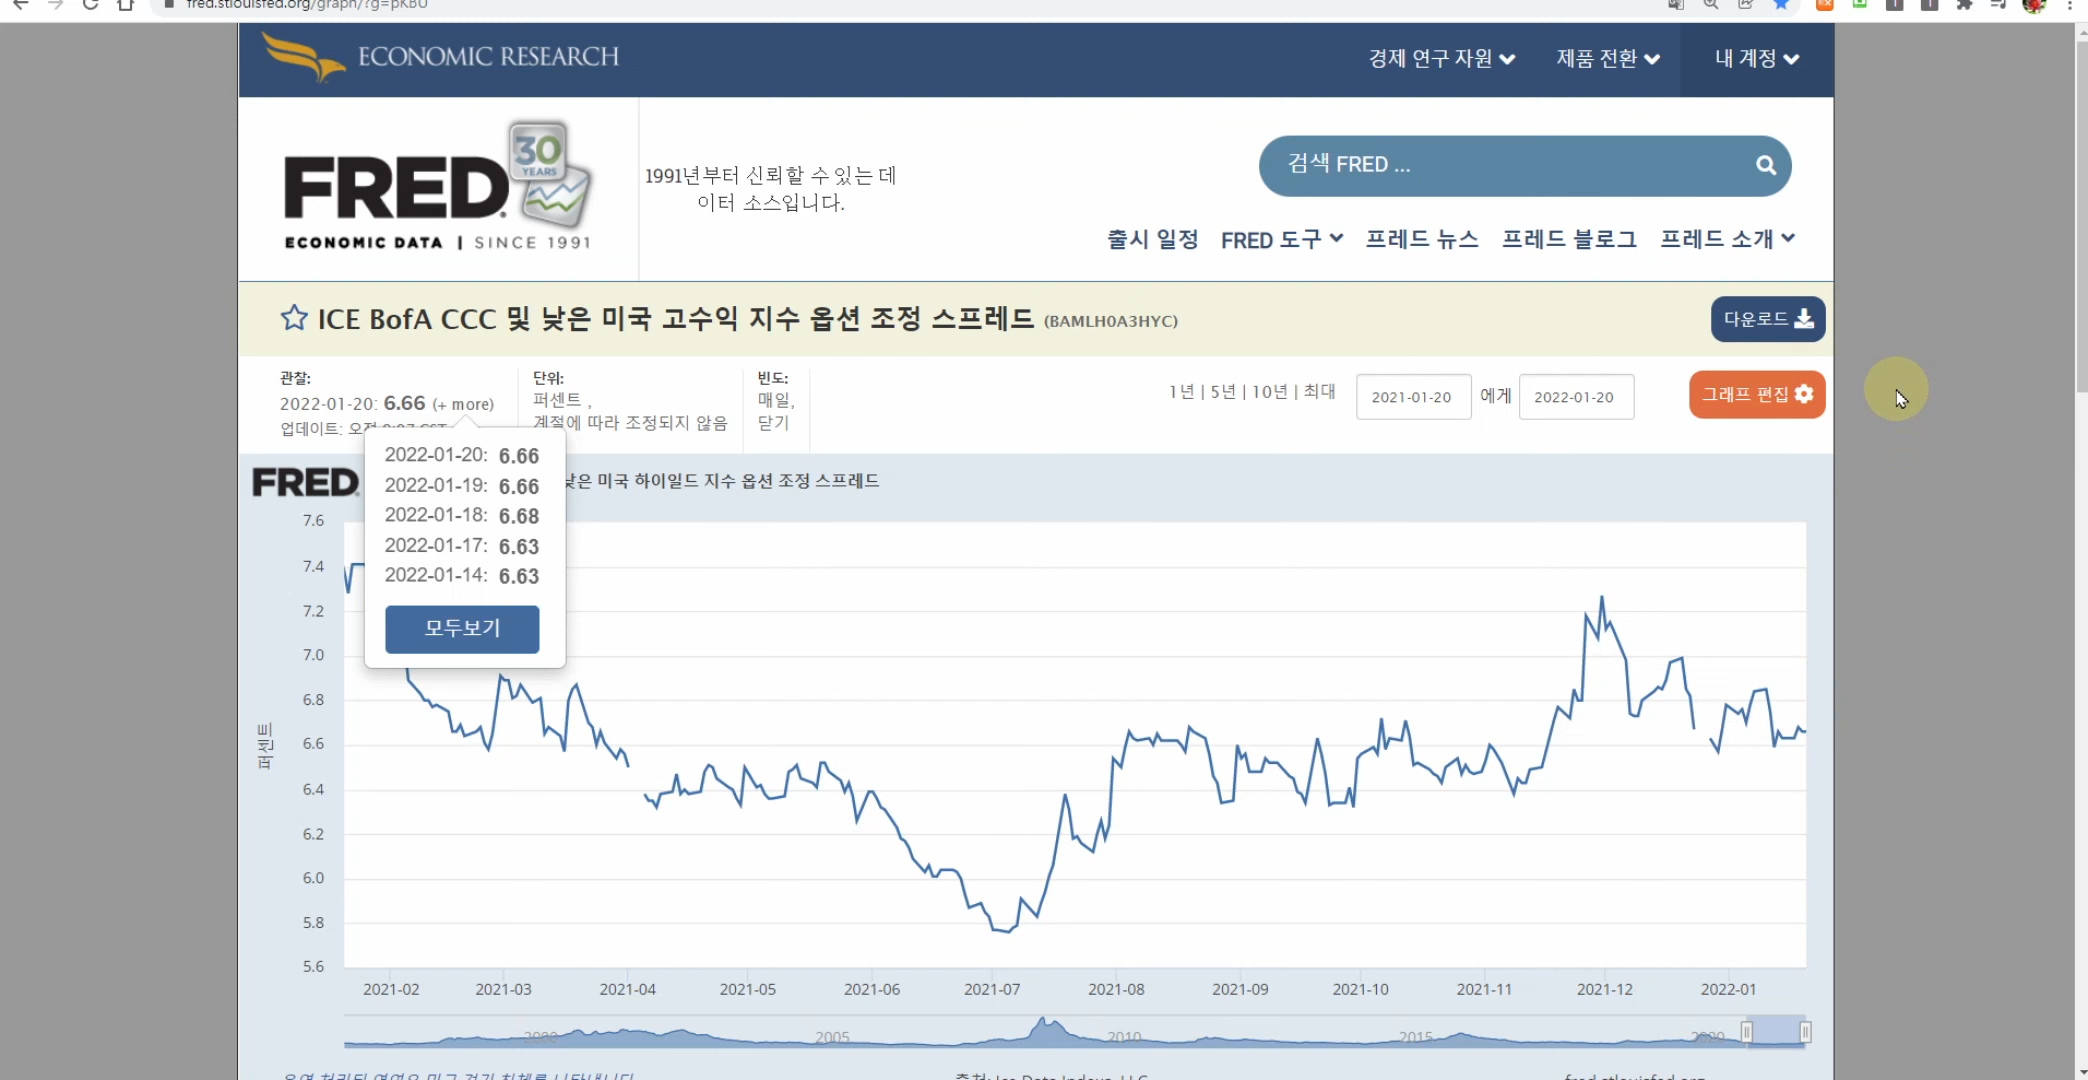 fred.stlouisfed.org/graph/?g=pKBU
ECONOMIC RESEARCH
경제 연구 자원
제품 전환
내 계정
FRED
30
YEARS
ECONOMIC DATA | SINCE 1991
1991년부터 신뢰할 수 있는 데
이터 소스입니다.
검색 FRED ...
출시 일정 FRED 도구 프레드 뉴스 프레드 블로그 프레드 소개
ICE BofA CCC 및 낮은 미국 고수익 지수 옵션 조정 스프레드 (BAMLH0A3HYC)
다운로드
관찰:
2022-01-20: 6.66 (+ more)
업데이트: 오전
단위:
퍼센트 ,
계절에 따라 조정되지 않음
빈도:
매일,
닫기
1년 | 5년 | 10년 | 최대
2021-01-20 에게 2022-01-20
그래프 편집
2022-01-20: 6.66
2022-01-19: 6.66
2022-01-18: 6.68
2022-01-17: 6.63
2022-01-14: 6.63
모두보기
FRED
낮은 미국 하이일드 지수 옵션 조정 스프레드
퍼센트
7.6
7.4
7.2
7.0
6.8
6.6
6.4
6.2
6.0
5.8
5.6
2021-02 2021-03 2021-04 2021-05 2021-06 2021-07 2021-08 2021-09 2021-10 2021-11 2021-12 2022-01
2000 2005 2010 2015 2020